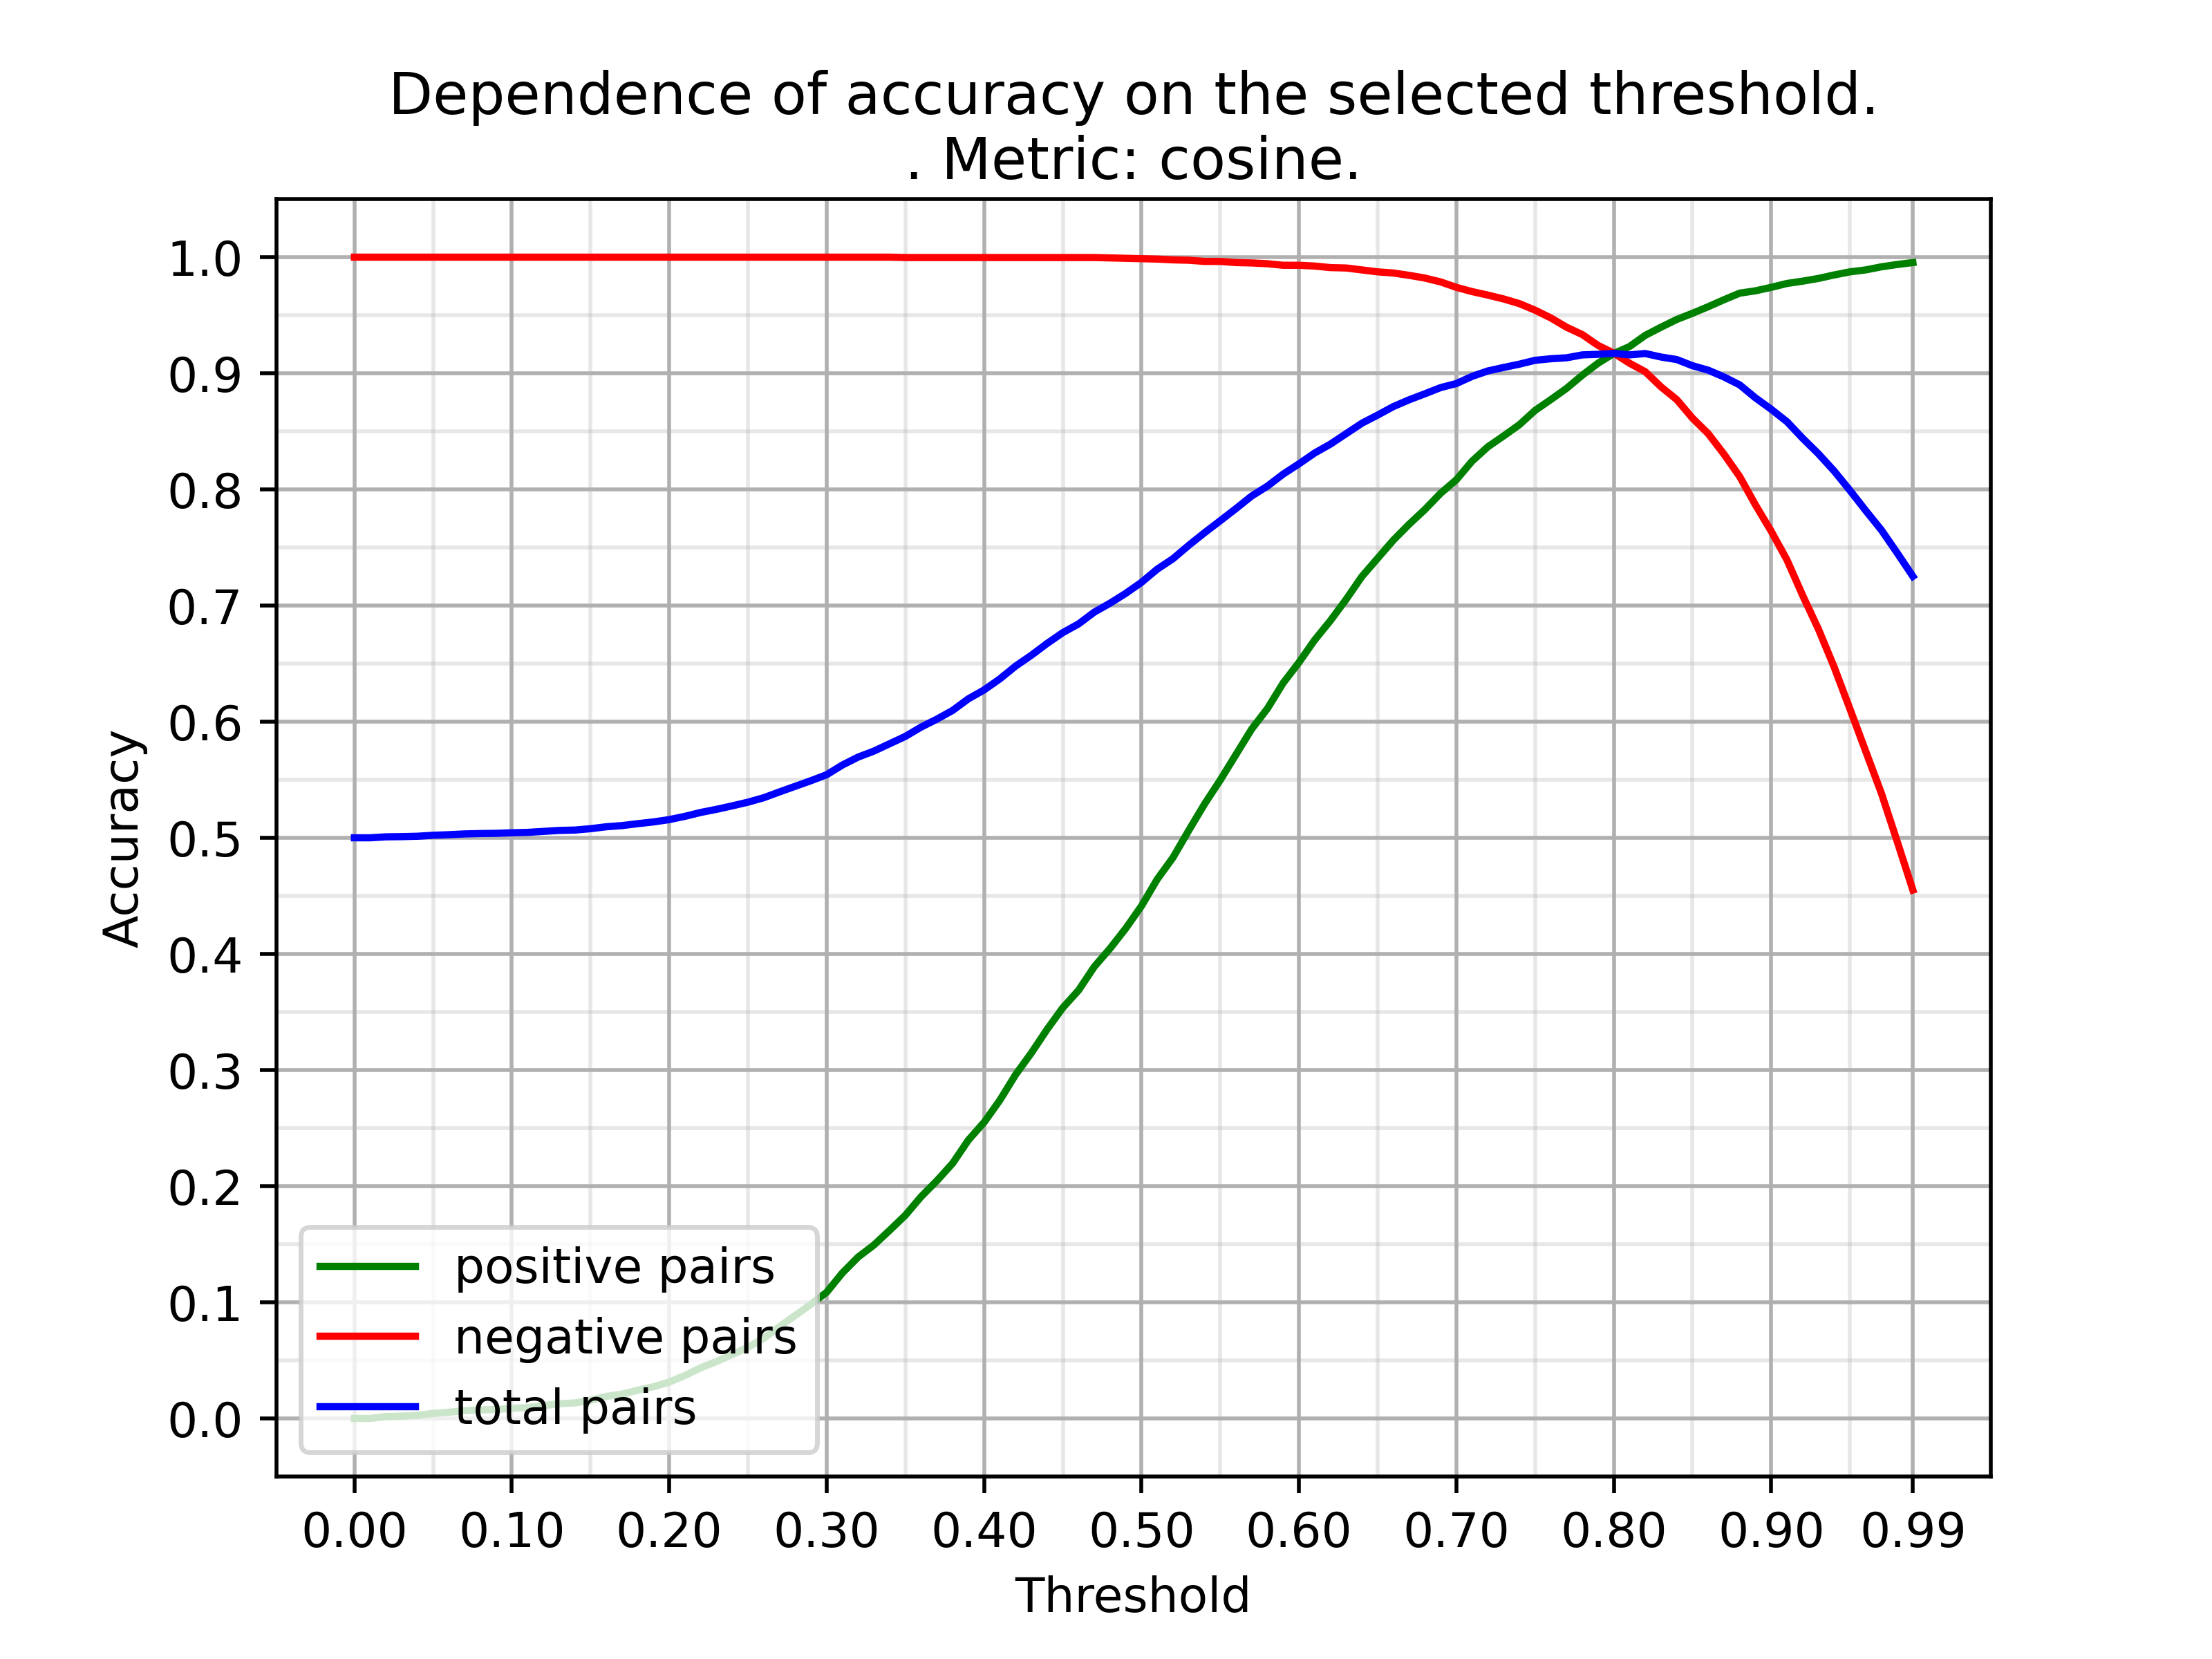 Dependence of accuracy on the selected threshold.
. Metric: cosine.
Accuracy
1.0
0.9
0.8
0.7
0.6
0.5
0.4
0.3
0.2
0.1
0.0
positive pairs
negative pairs
total pairs
0.00 0.10 0.20 0.30 0.40 0.50 0.60 0.70 0.80 0.90 0.99
Threshold